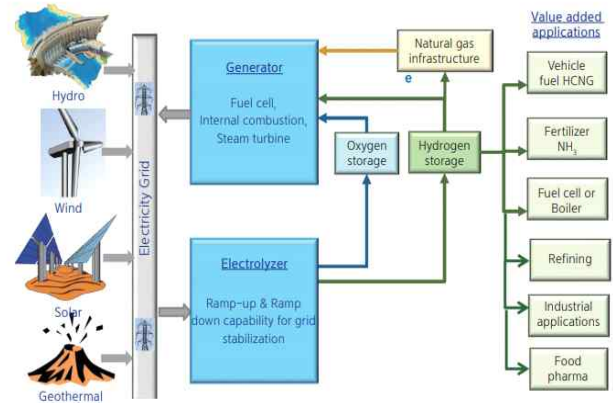 Value added
applications
Hydro
Wind
Solar
Geothermal
Electricity Grid
Generator
Fuel cell,
Internal combustion,
Steam turbine
Electrolyzer
Ramp-up & Ramp
down capability for grid
stabilization
Natural gas
infrastructure
e
Oxygen
storage
Hydrogen
storage
Vehicle
fuel HCNG
Fertilizer
NH₃
Fuel cell or
Boiler
Refining
Industrial
applications
Food
pharma